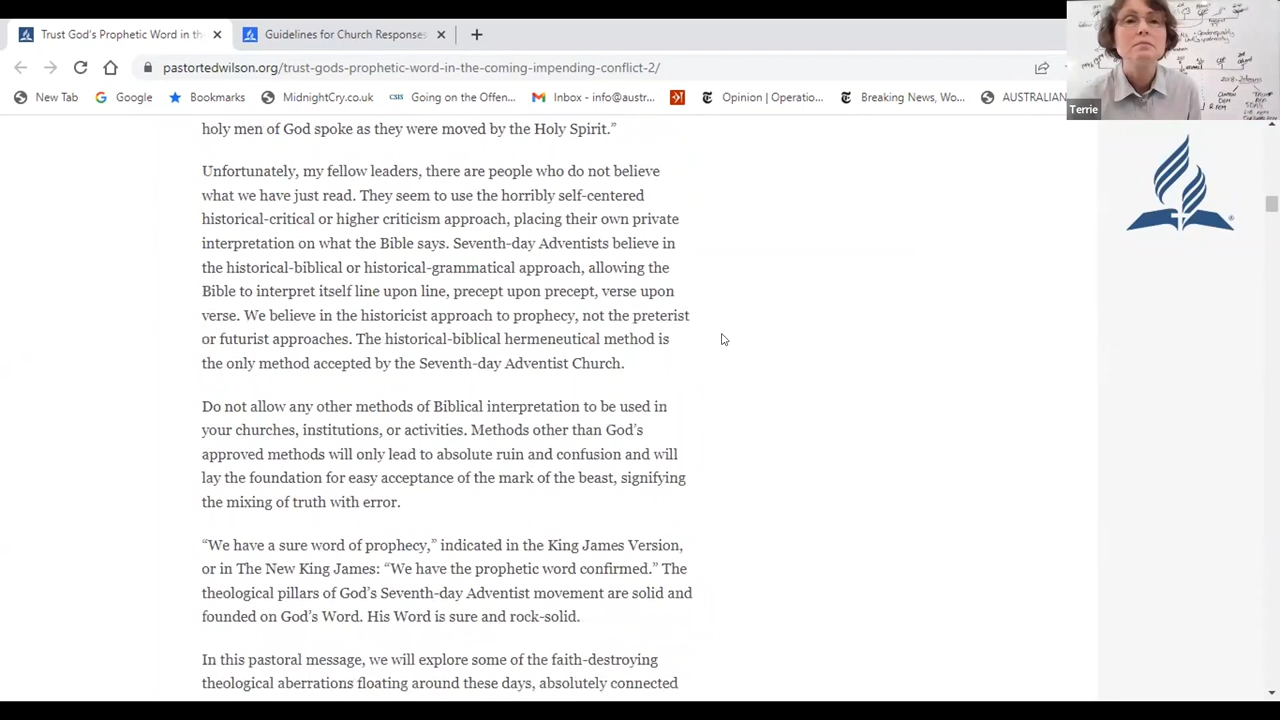 Trust God's Prophetic Word in th
Guidelines for Church Responses
pastortedwilson.org/trust-gods-prophetic-word-in-the-coming-impending-conflict-2/
New Tab
Google
Bookmarks
MidnightCry.co.uk
CSIS
Going on the Offen...
Inbox - info@austr...
Opinion | Operatio...
Breaking News, Wo...
AUSTRALIAN
Terrie
holy men of God spoke as they were moved by the Holy Spirit.”
Unfortunately, my fellow leaders, there are people who do not believe
what we have just read. They seem to use the horribly self-centered
historical-critical or higher criticism approach, placing their own private
interpretation on what the Bible says. Seventh-day Adventists believe in
the historical-biblical or historical-grammatical approach, allowing the
Bible to interpret itself line upon line, precept upon precept, verse upon
verse. We believe in the historicist approach to prophecy, not the preterist
or futurist approaches. The historical-biblical hermeneutical method is
the only method accepted by the Seventh-day Adventist Church.
Do not allow any other methods of Biblical interpretation to be used in
your churches, institutions, or activities. Methods other than God’s
approved methods will only lead to absolute ruin and confusion and will
lay the foundation for easy acceptance of the mark of the beast, signifying
the mixing of truth with error.
“We have a sure word of prophecy,” indicated in the King James Version,
or in The New King James: “We have the prophetic word confirmed.” The
theological pillars of God’s Seventh-day Adventist movement are solid and
founded on God’s Word. His Word is sure and rock-solid.
In this pastoral message, we will explore some of the faith-destroying
theological aberrations floating around these days, absolutely connected